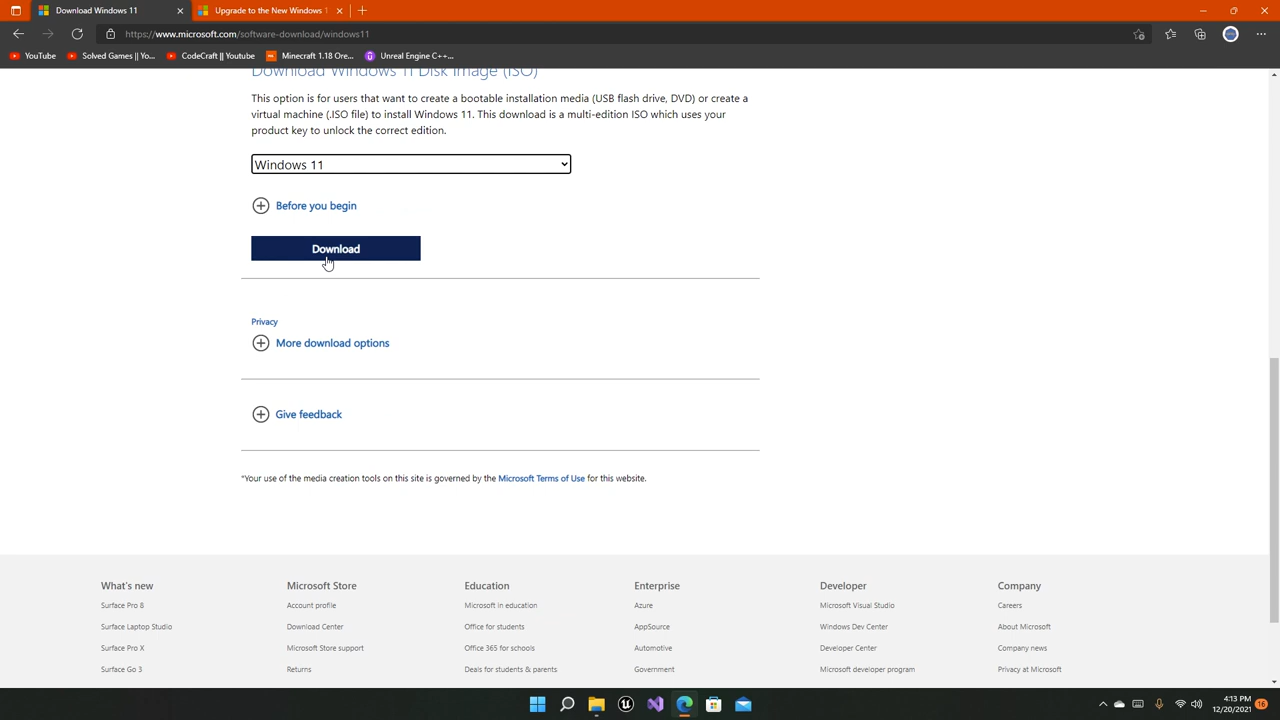 Download Windows 11
Upgrade to the New Windows 1
https://www.microsoft.com/software-download/windows11
YouTube
Solved Games || Yo...
CodeCraft || Youtube
Minecraft 1.18 Ore...
Unreal Engine C++...
Download Windows 11 Disk Image (ISO)
This option is for users that want to create a bootable installation media (USB flash drive, DVD) or create a
virtual machine (.ISO file) to install Windows 11. This download is a multi-edition ISO which uses your
product key to unlock the correct edition.
Windows 11
Before you begin
Download
Privacy
More download options
Give feedback
*Your use of the media creation tools on this site is governed by the Microsoft Terms of Use for this website.
What's new
Surface Pro 8
Surface Laptop Studio
Surface Pro X
Surface Go 3
Microsoft Store
Account profile
Download Center
Microsoft Store support
Returns
Education
Microsoft in education
Office for students
Office 365 for schools
Deals for students & parents
Enterprise
Azure
AppSource
Automotive
Government
Developer
Microsoft Visual Studio
Windows Dev Center
Developer Center
Microsoft developer program
Company
Careers
About Microsoft
Company news
Privacy at Microsoft
4:13 PM
12/20/2021
16